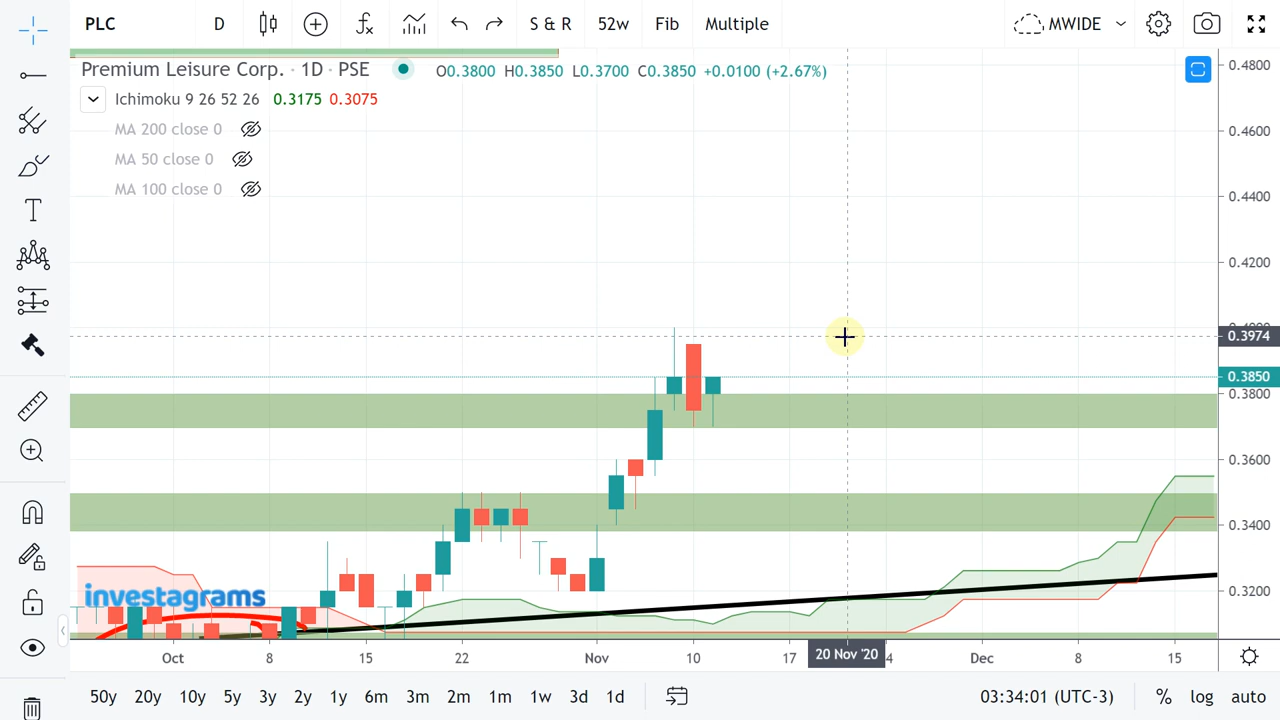 PLC D S & R 52w Fib Multiple MWIDE
Premium Leisure Corp. · 1D · PSE O0.3800 H0.3850 L0.3700 C0.3850 +0.0100 (+2.67%)
Ichimoku 9 26 52 26 0.3175 0.3075
MA 200 close 0
MA 50 close 0
MA 100 close 0
0.4800
0.4600
0.4400
0.4200
0.3974
0.3850
0.3800
0.3600
0.3400
0.3200
investagrams
Oct 8 15 22 Nov 10 17 20 Nov '20 4 Dec 8 15
50y 20y 10y 5y 3y 2y 1y 6m 3m 2m 1m 1w 3d 1d 03:34:01 (UTC-3) % log auto